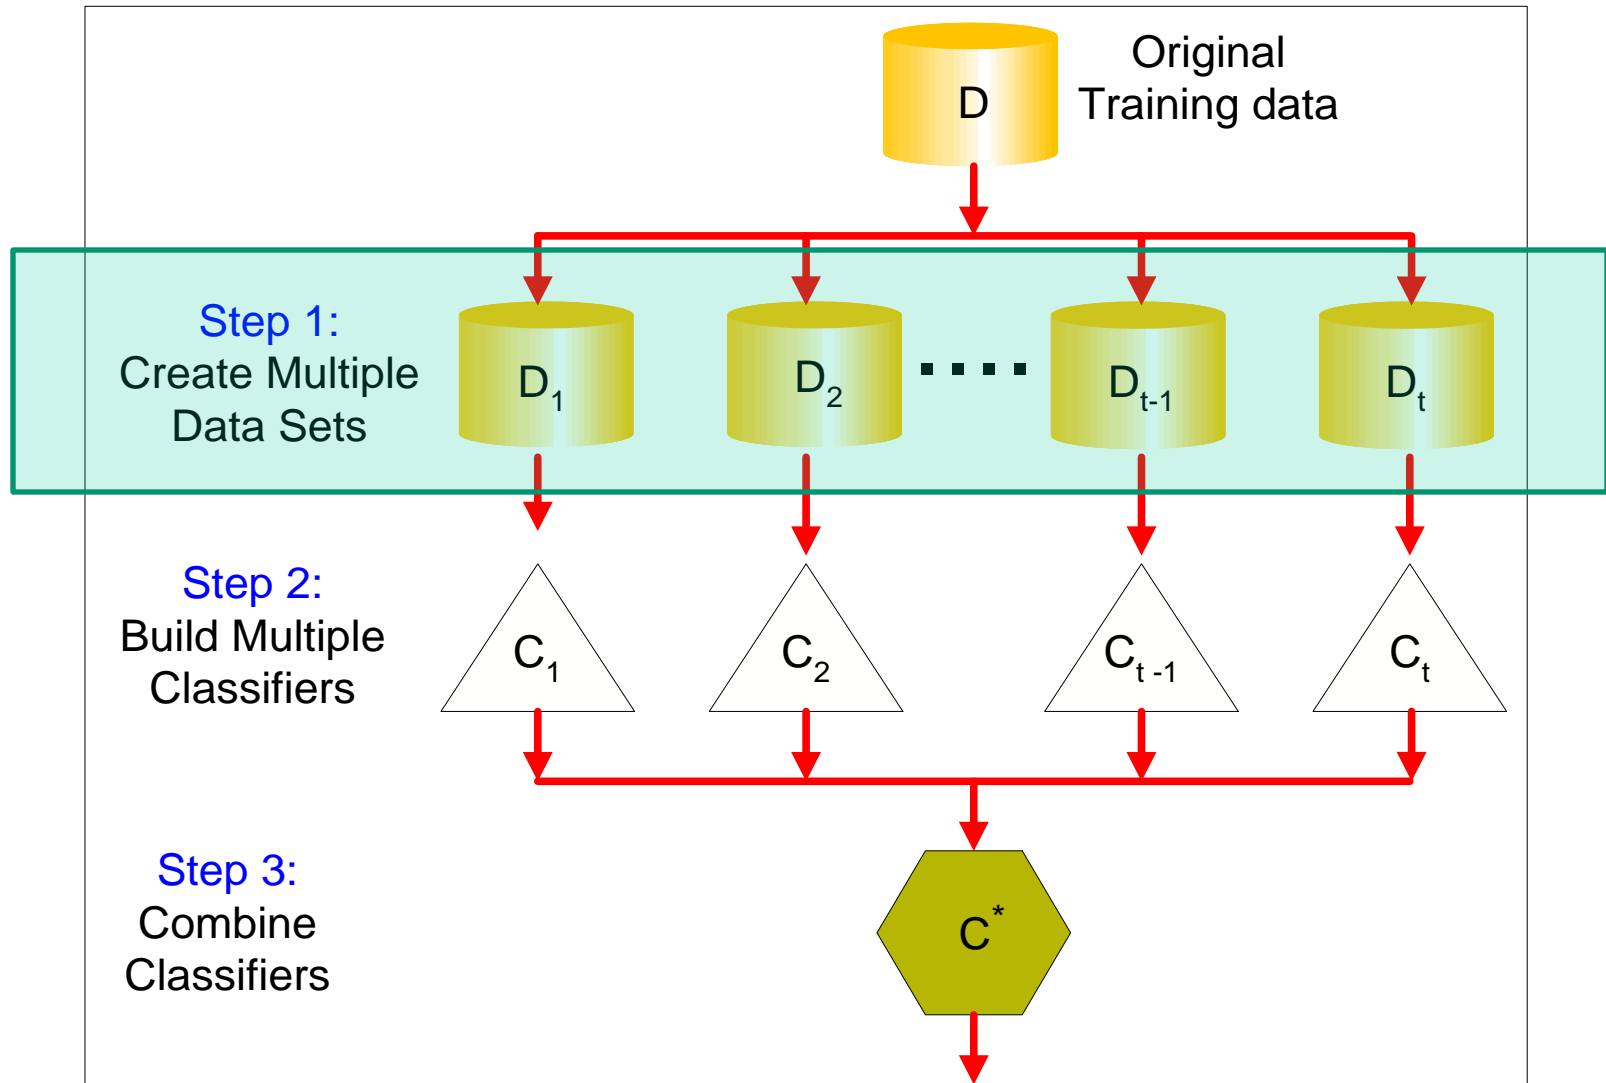 Original
Training data
D
Step 1:
Create Multiple
Data Sets
D1
D2
Dt-1
Dt
Step 2:
Build Multiple
Classifiers
C1
C2
Ct -1
Ct
Step 3:
Combine
Classifiers
C*